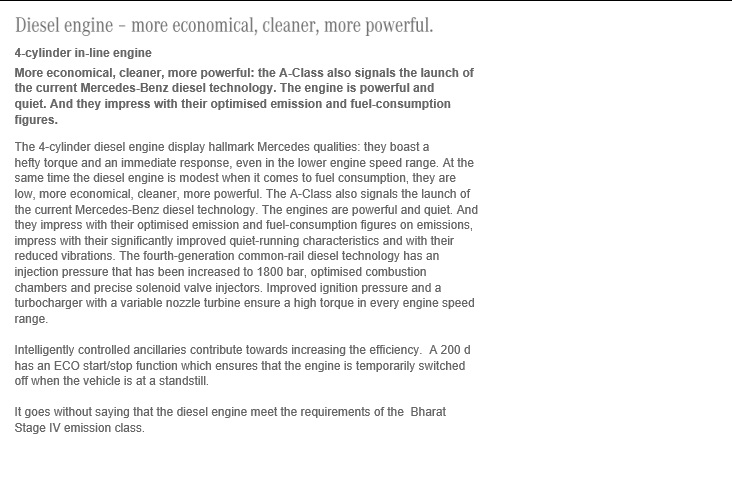 Diesel engine – more economical, cleaner, more powerful.
4-cylinder in-line engine
More economical, cleaner, more powerful: the A-Class also signals the launch of
the current Mercedes-Benz diesel technology. The engine is powerful and
quiet. And they impress with their optimised emission and fuel-consumption
figures.
The 4-cylinder diesel engine display hallmark Mercedes qualities: they boast a
hefty torque and an immediate response, even in the lower engine speed range. At the
same time the diesel engine is modest when it comes to fuel consumption, they are
low, more economical, cleaner, more powerful. The A-Class also signals the launch of
the current Mercedes-Benz diesel technology. The engines are powerful and quiet. And
they impress with their optimised emission and fuel-consumption figures on emissions,
impress with their significantly improved quiet-running characteristics and with their
reduced vibrations. The fourth-generation common-rail diesel technology has an
injection pressure that has been increased to 1800 bar, optimised combustion
chambers and precise solenoid valve injectors. Improved ignition pressure and a
turbocharger with a variable nozzle turbine ensure a high torque in every engine speed
range.
Intelligently controlled ancillaries contribute towards increasing the efficiency.  A 200 d
has an ECO start/stop function which ensures that the engine is temporarily switched
off when the vehicle is at a standstill.
It goes without saying that the diesel engine meet the requirements of the  Bharat
Stage IV emission class.